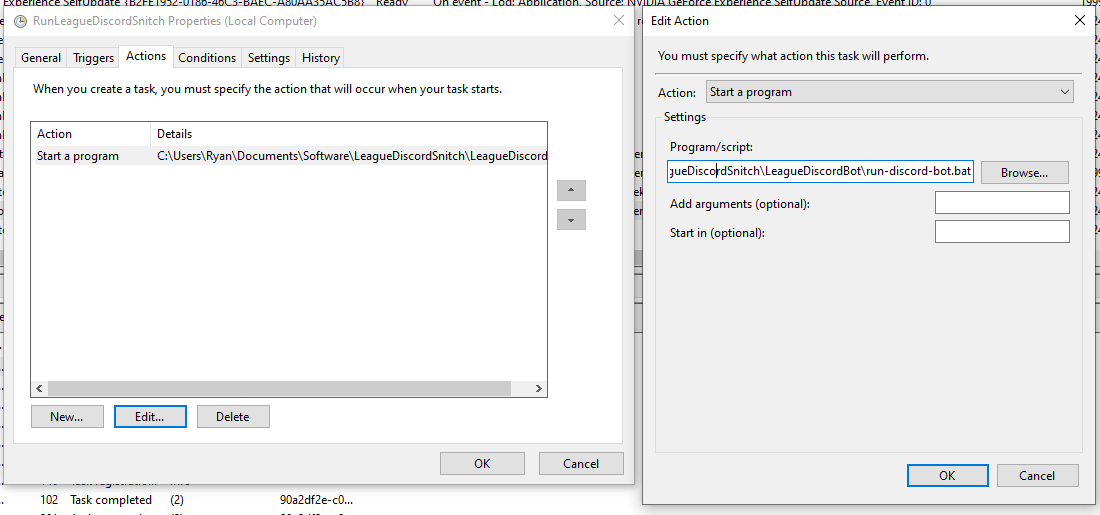 Experience SelfUpdate {B2FE1952-0186-46C3-BAEC-A80AA35AC5B8} Ready On event - Log: Application, Source: NVIDIA GeForce Experience SelfUpdate Source, Event ID: 0
RunLeagueDiscordSnitch Properties (Local Computer)
General Triggers Actions Conditions Settings History
When you create a task, you must specify the action that will occur when your task starts.
Action Details
Start a program C:\Users\Ryan\Documents\Software\LeagueDiscordSnitch\LeagueDiscord
New... Edit... Delete
OK Cancel
102 Task completed (2) 90a2df2e-c0...
Edit Action
You must specify what action this task will perform.
Action: Start a program
Settings
Program/script:
gueDiscordSnitch\LeagueDiscordBot\run-discord-bot.bat Browse...
Add arguments (optional):
Start in (optional):
OK Cancel